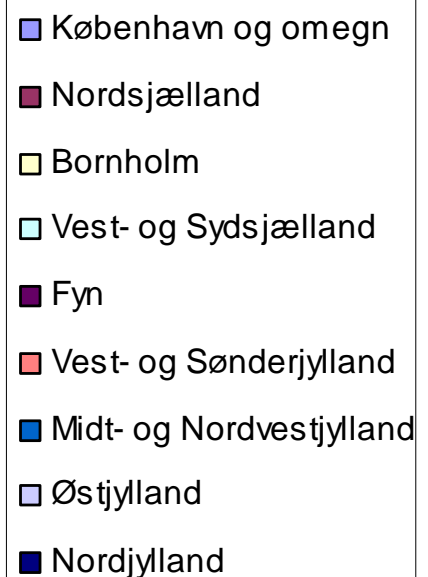 København og omegn
Nordsjælland
Bornholm
Vest- og Sydsjælland
Fyn
Vest- og Sønderjylland
Midt- og Nordvestjylland
Østjylland
Nordjylland